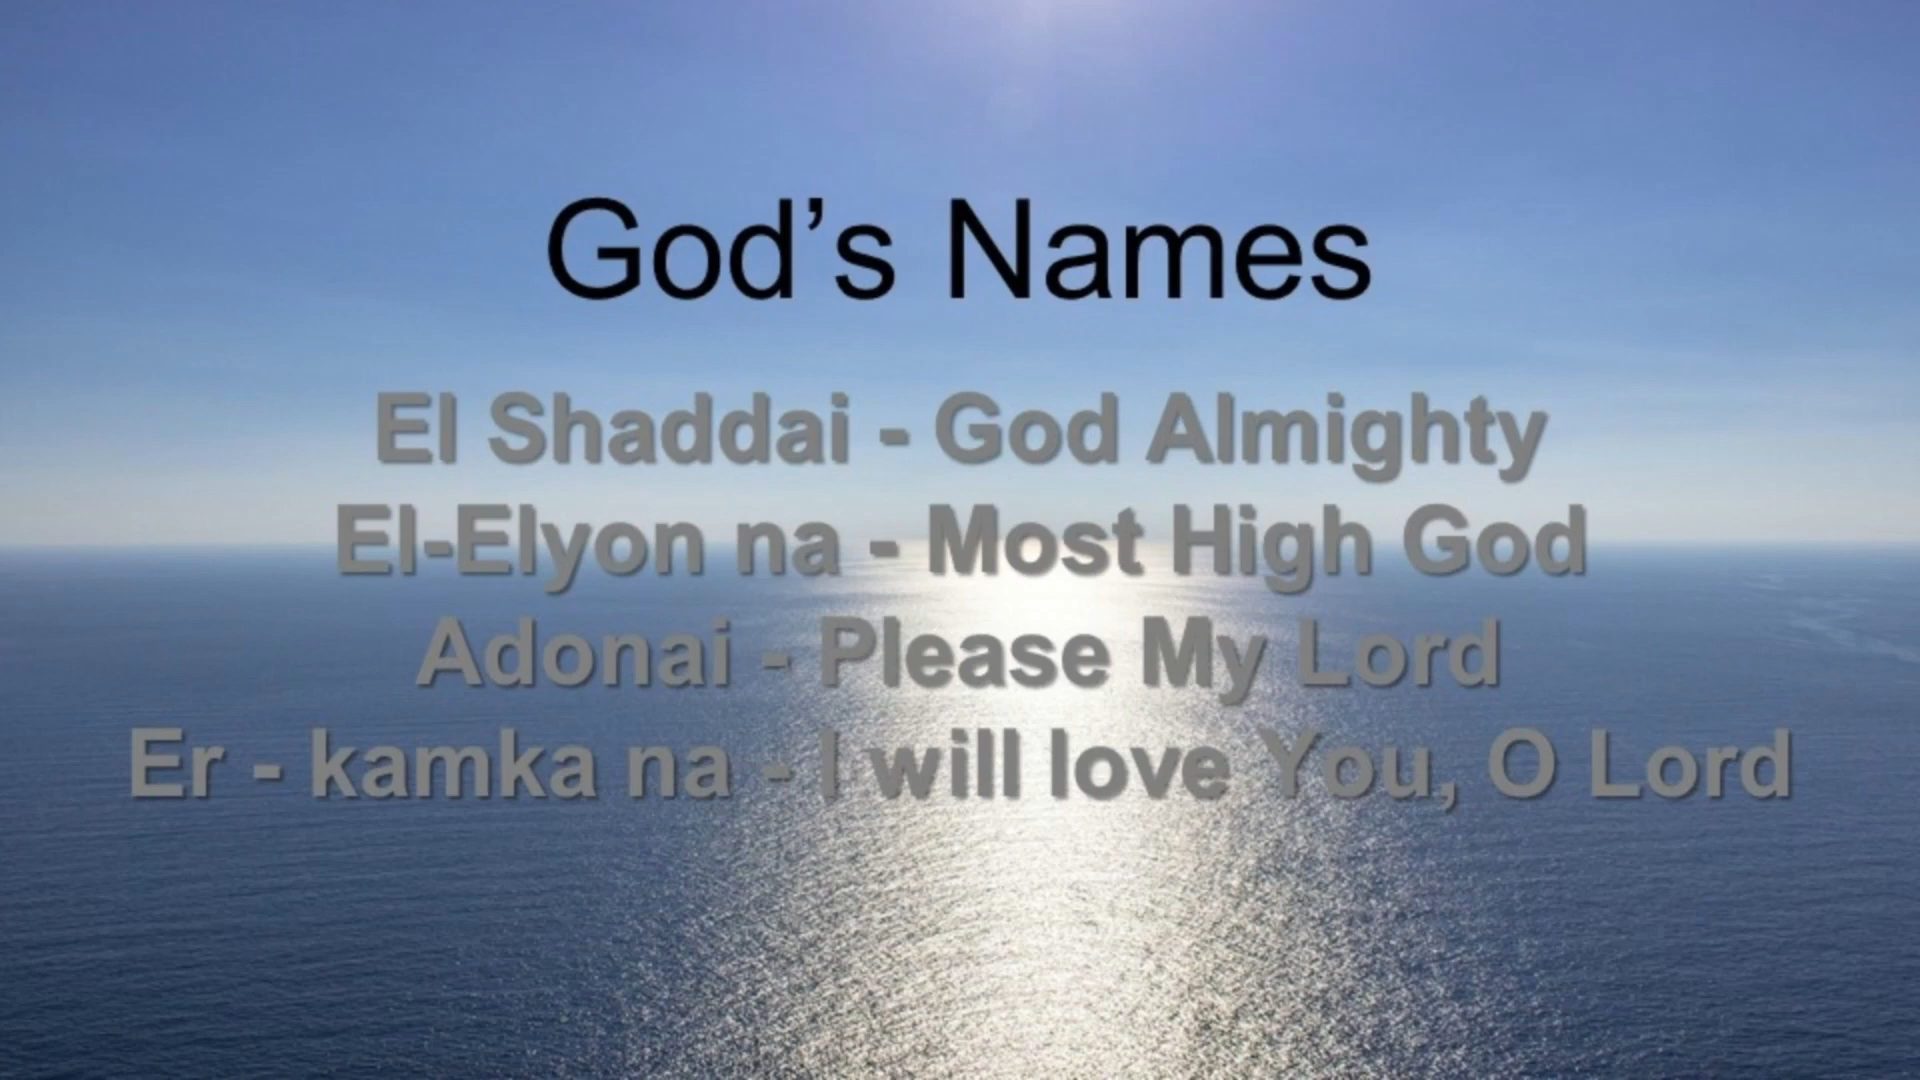 God’s Names
El Shaddai - God Almighty
El-Elyon na - Most High God
Adonai - Please My Lord
Er - kamka na - I will love You, O Lord